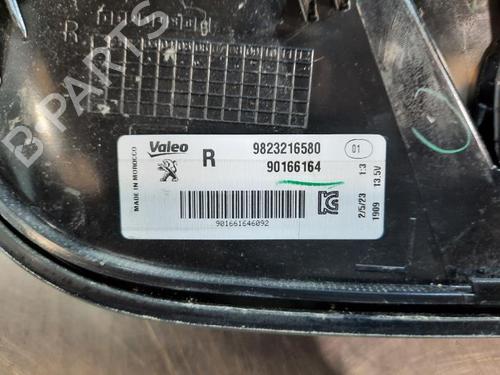 R
B-PARTS
Valeo
R
9823216580
01
90166164
MADE IN MOROCCO
901661646092
2/5/23 1:3
1909 13.5V